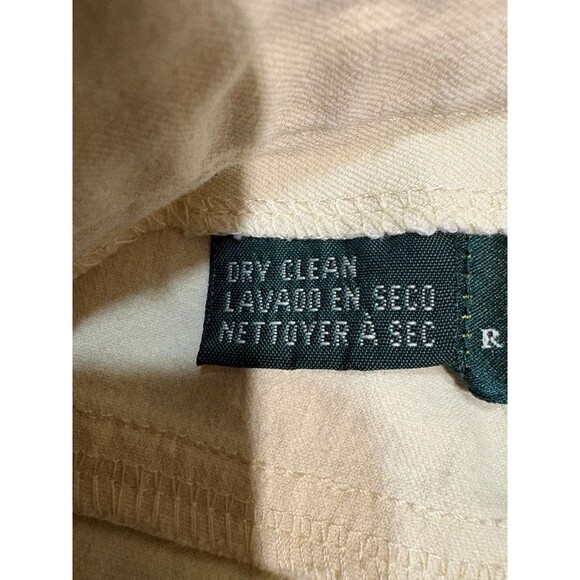 DRY CLEAN
LAVADO EN SECO
NETTOYER À SEC
R